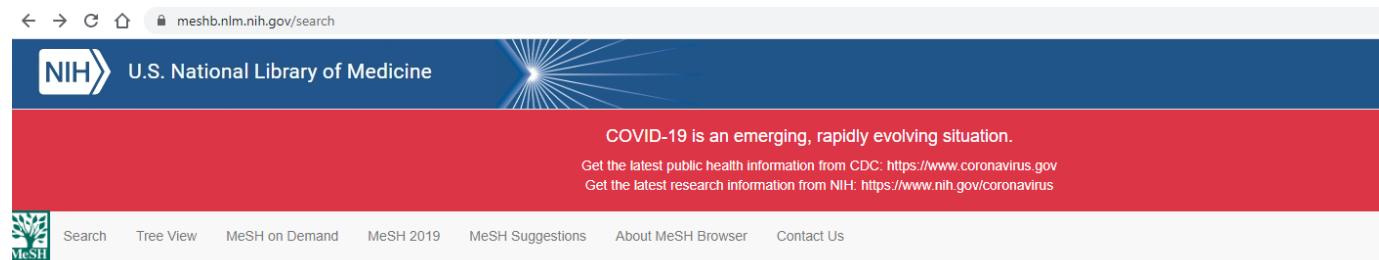 meshb.nlm.nih.gov/search
NIH U.S. National Library of Medicine
COVID-19 is an emerging, rapidly evolving situation.
Get the latest public health information from CDC: https://www.coronavirus.gov
Get the latest research information from NIH: https://www.nih.gov/coronavirus
MeSH Search Tree View MeSH on Demand MeSH 2019 MeSH Suggestions About MeSH Browser Contact Us